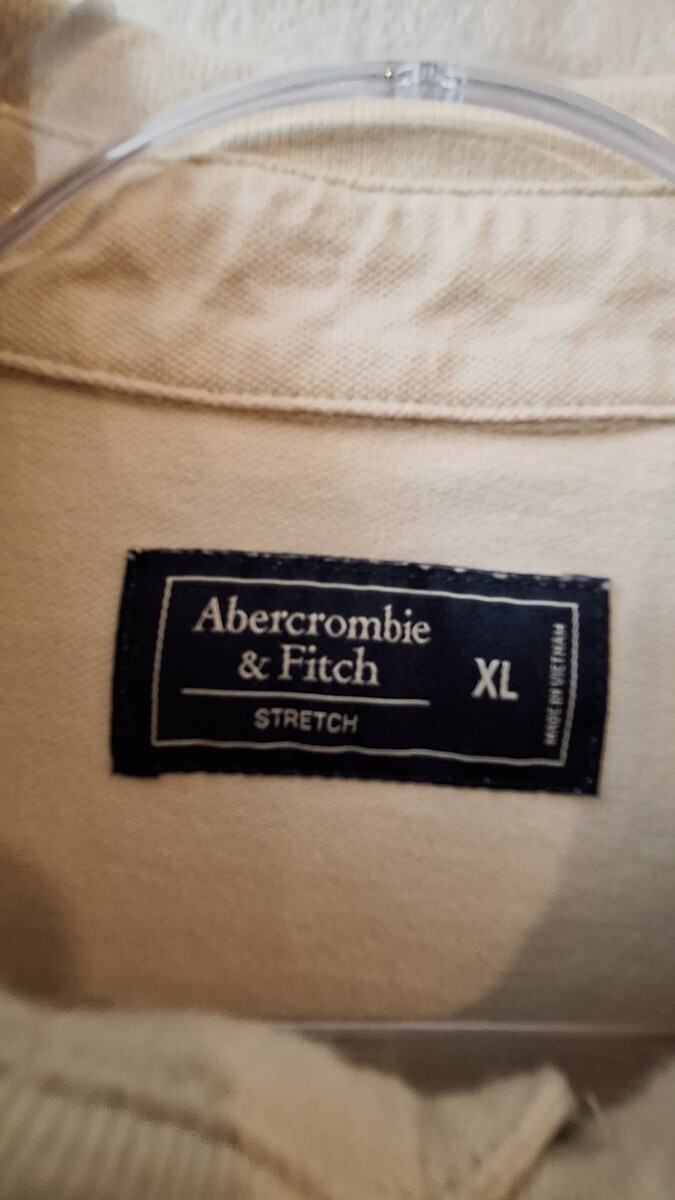 Abercrombie
& Fitch
STRETCH
XL
MADE IN VIETNAM